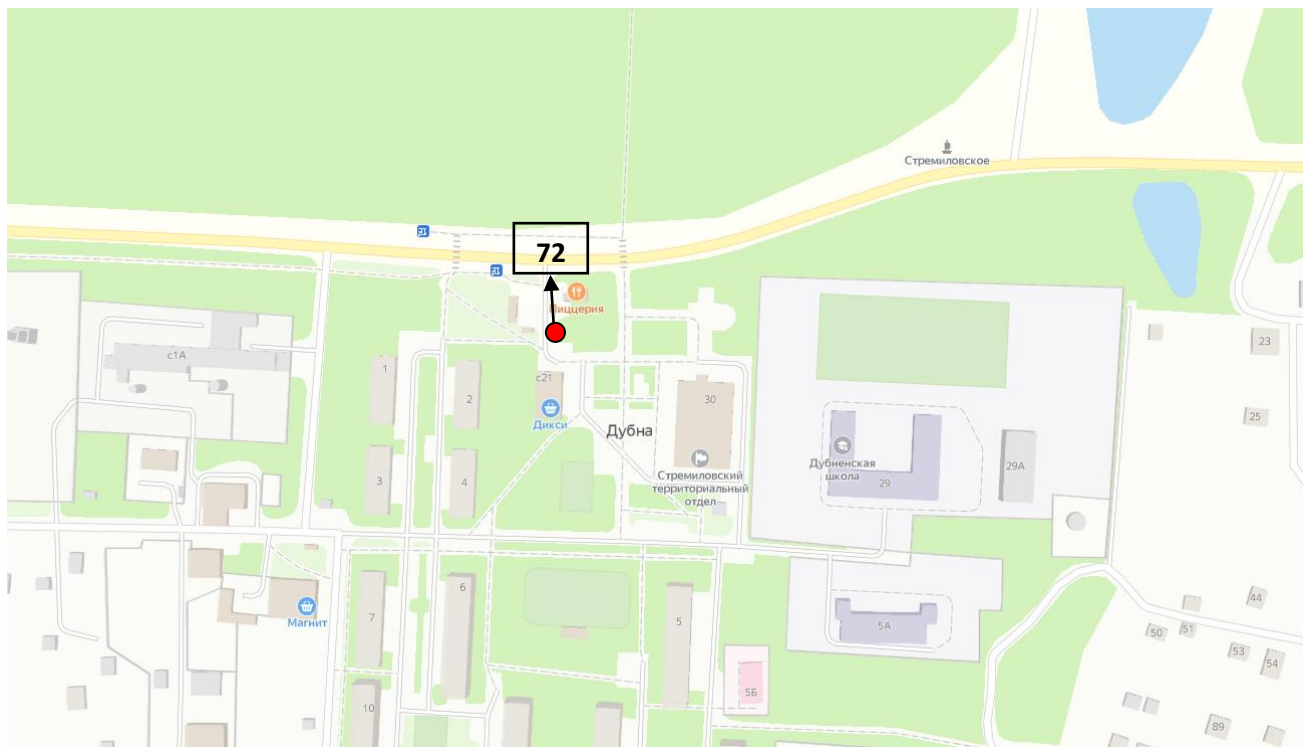 Стремиловское
72
Пиццерия
23
с1А
1
с21
2
30
25
Дикси
Дубна
Дубненская
школа
29А
3
4
Стремиловский
территориальный
отдел
29
6
7
Магнит
5
5А
44
50
51
53
54
5Б
10
89